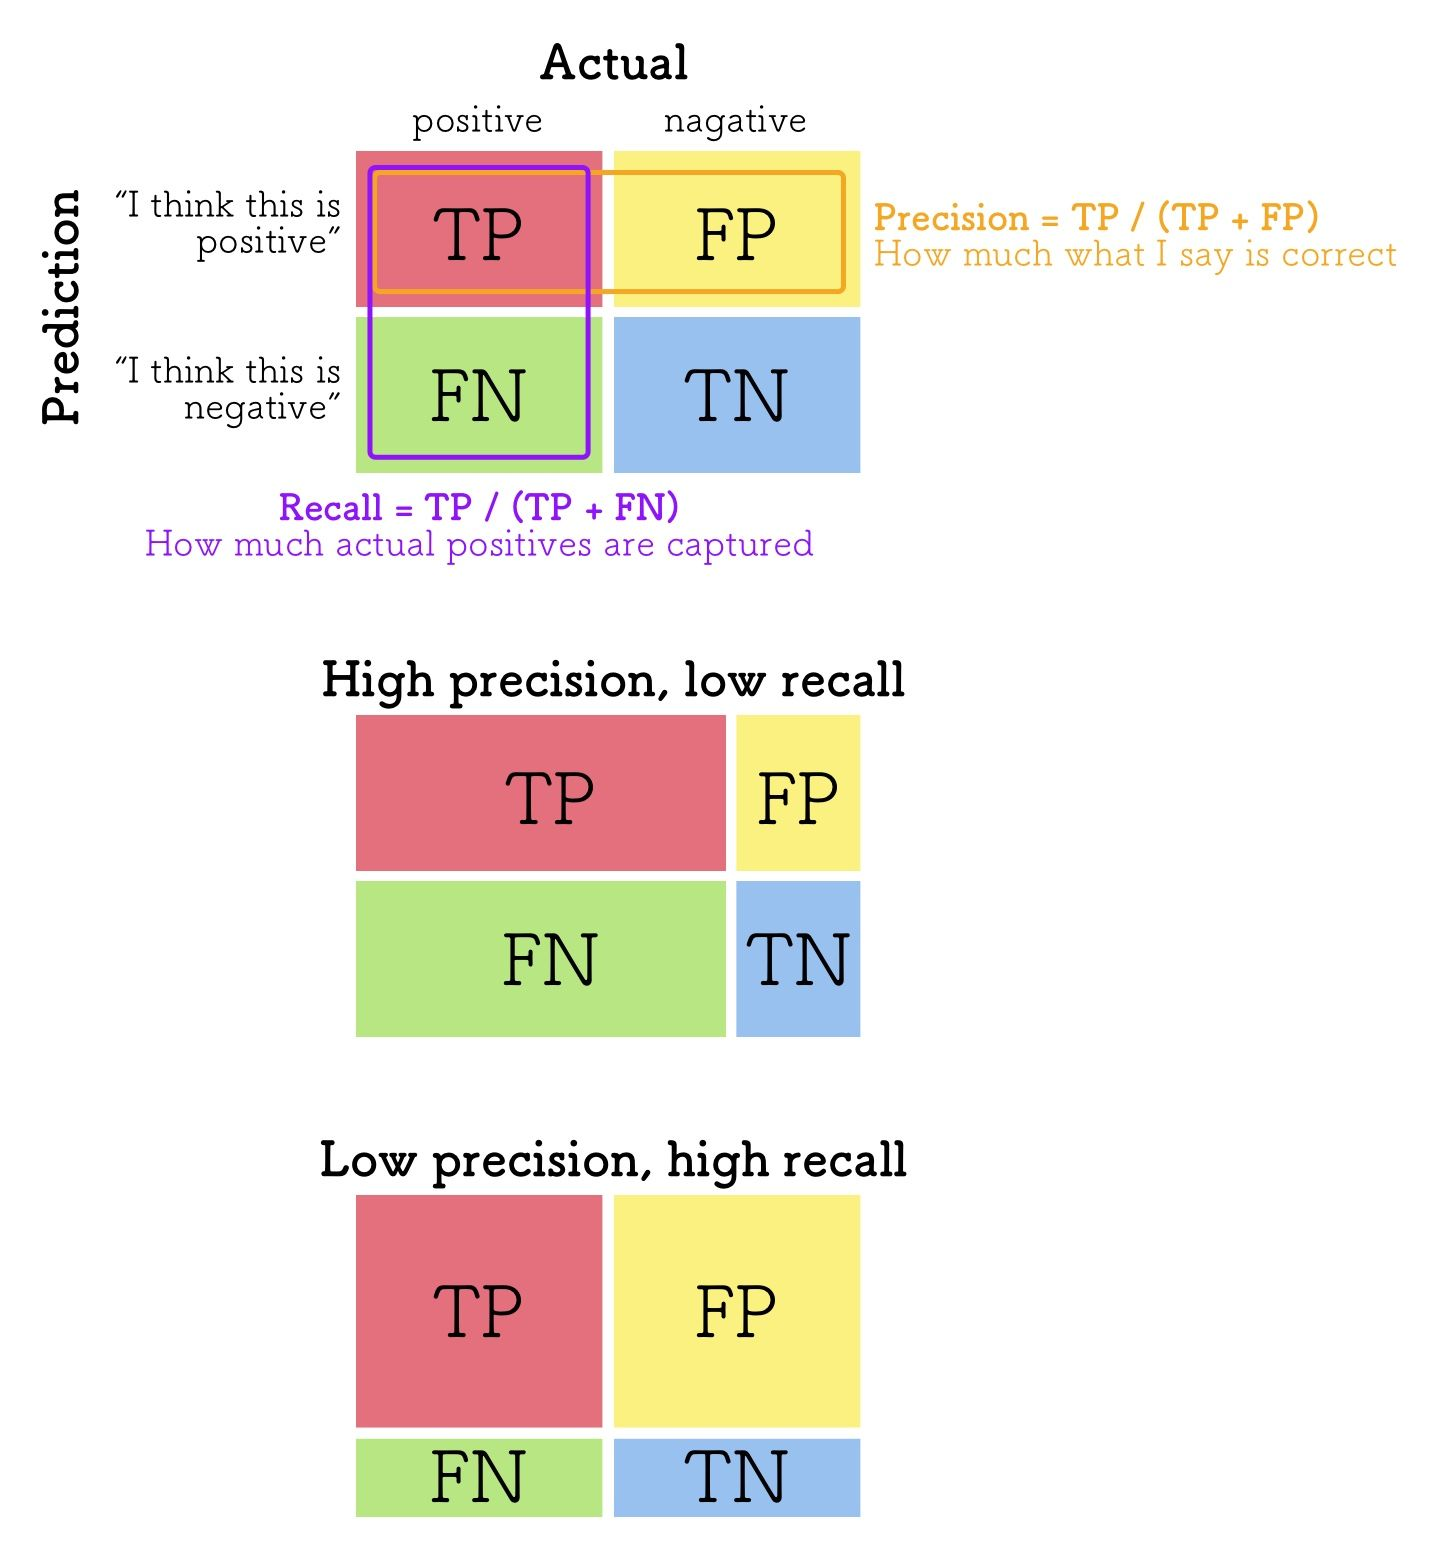 Actual
positive nagative
Prediction
“I think this is
positive”
TP
FP
Precision = TP / (TP + FP)
How much what I say is correct
“I think this is
negative”
FN
TN
Recall = TP / (TP + FN)
How much actual positives are captured
High precision, low recall
TP
FP
FN
TN
Low precision, high recall
TP
FP
FN
TN